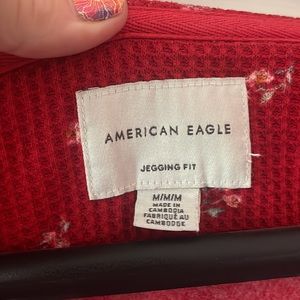 AMERICAN EAGLE
JEGGING FIT
M/M/M
MADE IN
CAMBODIA
FABRIQUÉ AU
CAMBODGE